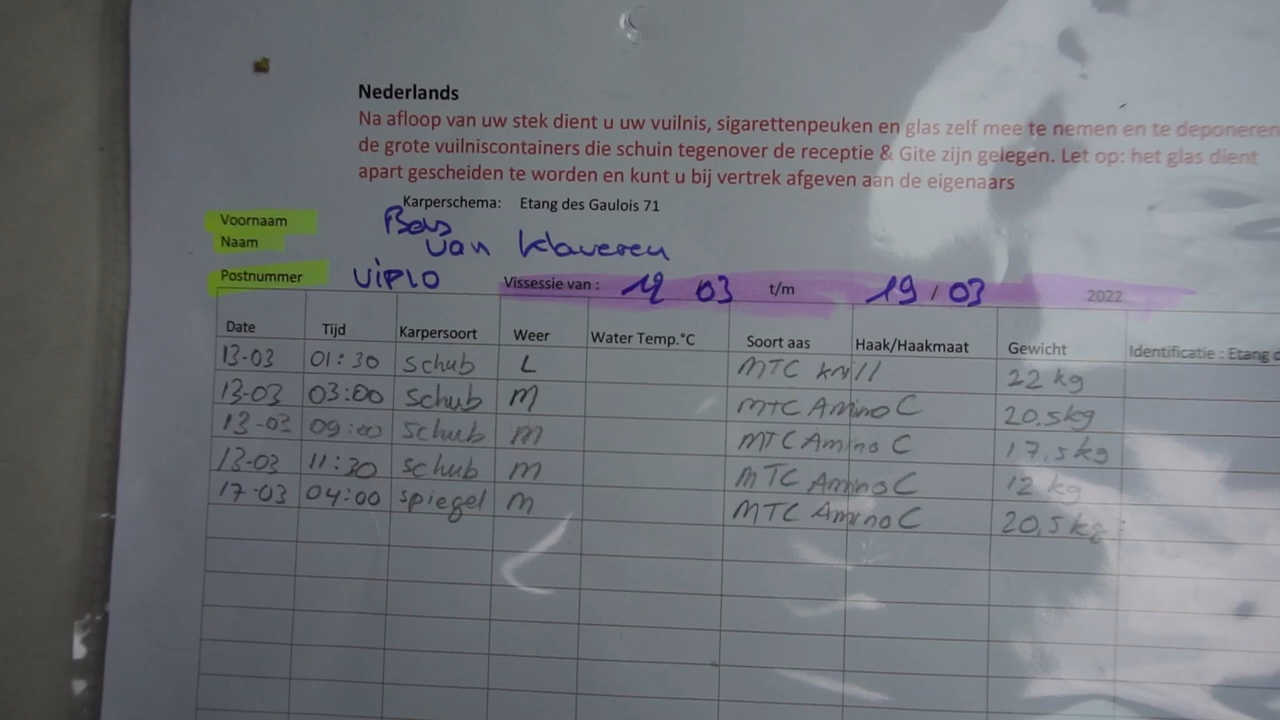 Nederlands
Na afloop van uw stek dient u uw vuilnis, sigarettenpeuken en glas zelf mee te nemen en te deponeren
de grote vuilniscontainers die schuin tegenover de receptie & Gite zijn gelegen. Let op: het glas dient
apart gescheiden te worden en kunt u bij vertrek afgeven aan de eigenaars
Karperschema: Etang des Gaulois 71
Voornaam Bas
Naam van Klaveren
Postnummer VIPLO Vissessie van : 12 03 t/m 19/03 2022
Date Tijd Karpersoort Weer Water Temp.°C Soort aas Haak/Haakmaat Gewicht Identificatie : Etang
13-03 01:30 Schub L MTC krill 22 kg
13-03 03:00 Schub M MTC Amino C 20,5kg
13-03 09:00 Schub M MTC Amino C 17,5kg
13-03 11:30 Schub M MTC Amino C 12 kg
17-03 04:00 spiegel M MTC Amino C 20,5kg